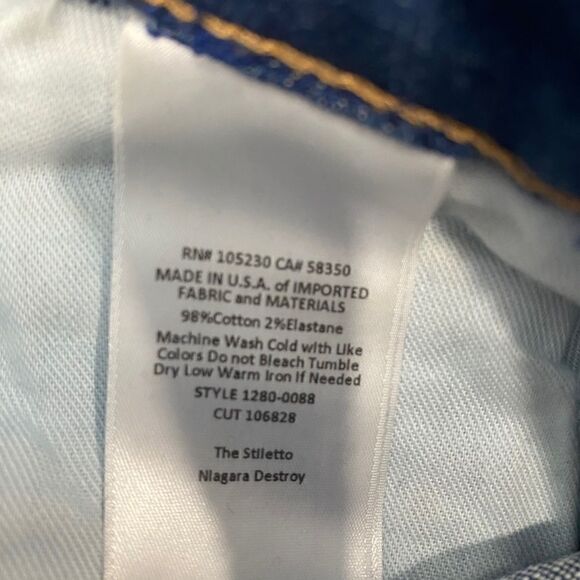 RN# 105230 CA# 58350
MADE IN U.S.A. of IMPORTED
FABRIC and MATERIALS
98%Cotton 2%Elastane
Machine Wash Cold with Like
Colors Do not Bleach Tumble
Dry Low Warm Iron If Needed
STYLE 1280-0088
CUT 106828
The Stiletto
Niagara Destroy